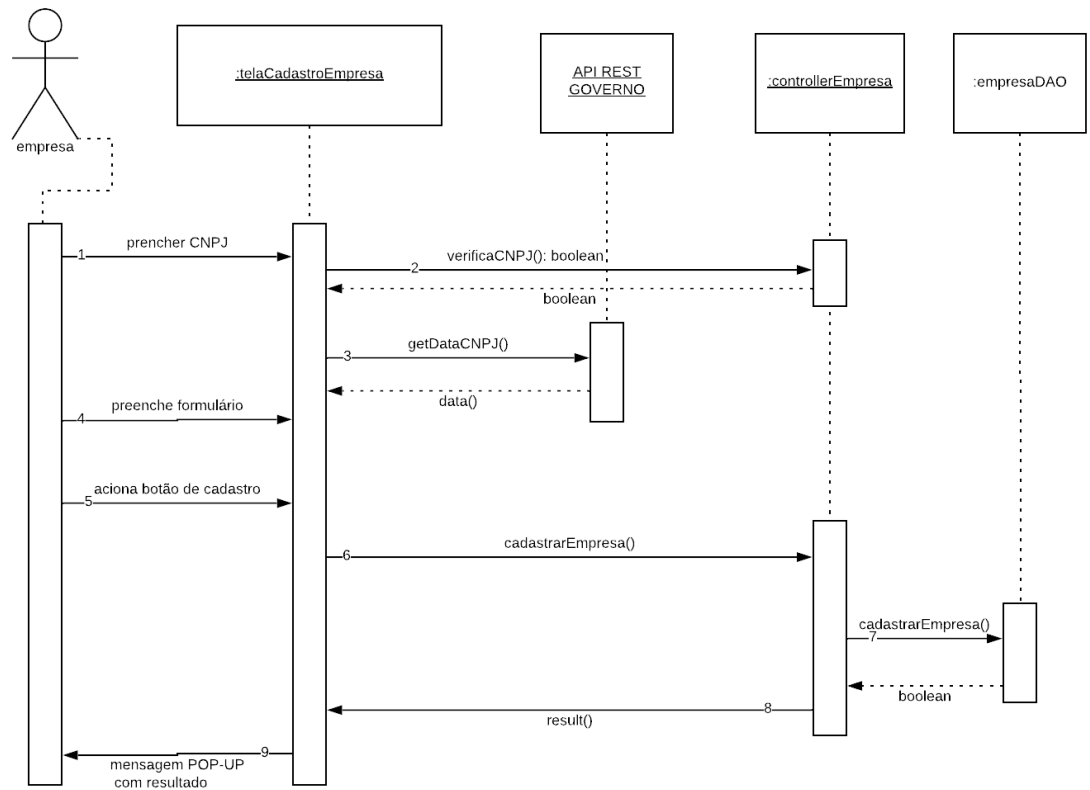 :telaCadastroEmpresa
API REST
GOVERNO
:controllerEmpresa
:empresaDAO
empresa
prencher CNPJ
1
verificaCNPJ(): boolean
2
boolean
getDataCNPJ()
3
data()
preenche formulário
4
aciona botão de cadastro
5
cadastrarEmpresa()
6
cadastrarEmpresa()
7
boolean
8
result()
9
mensagem POP-UP
com resultado